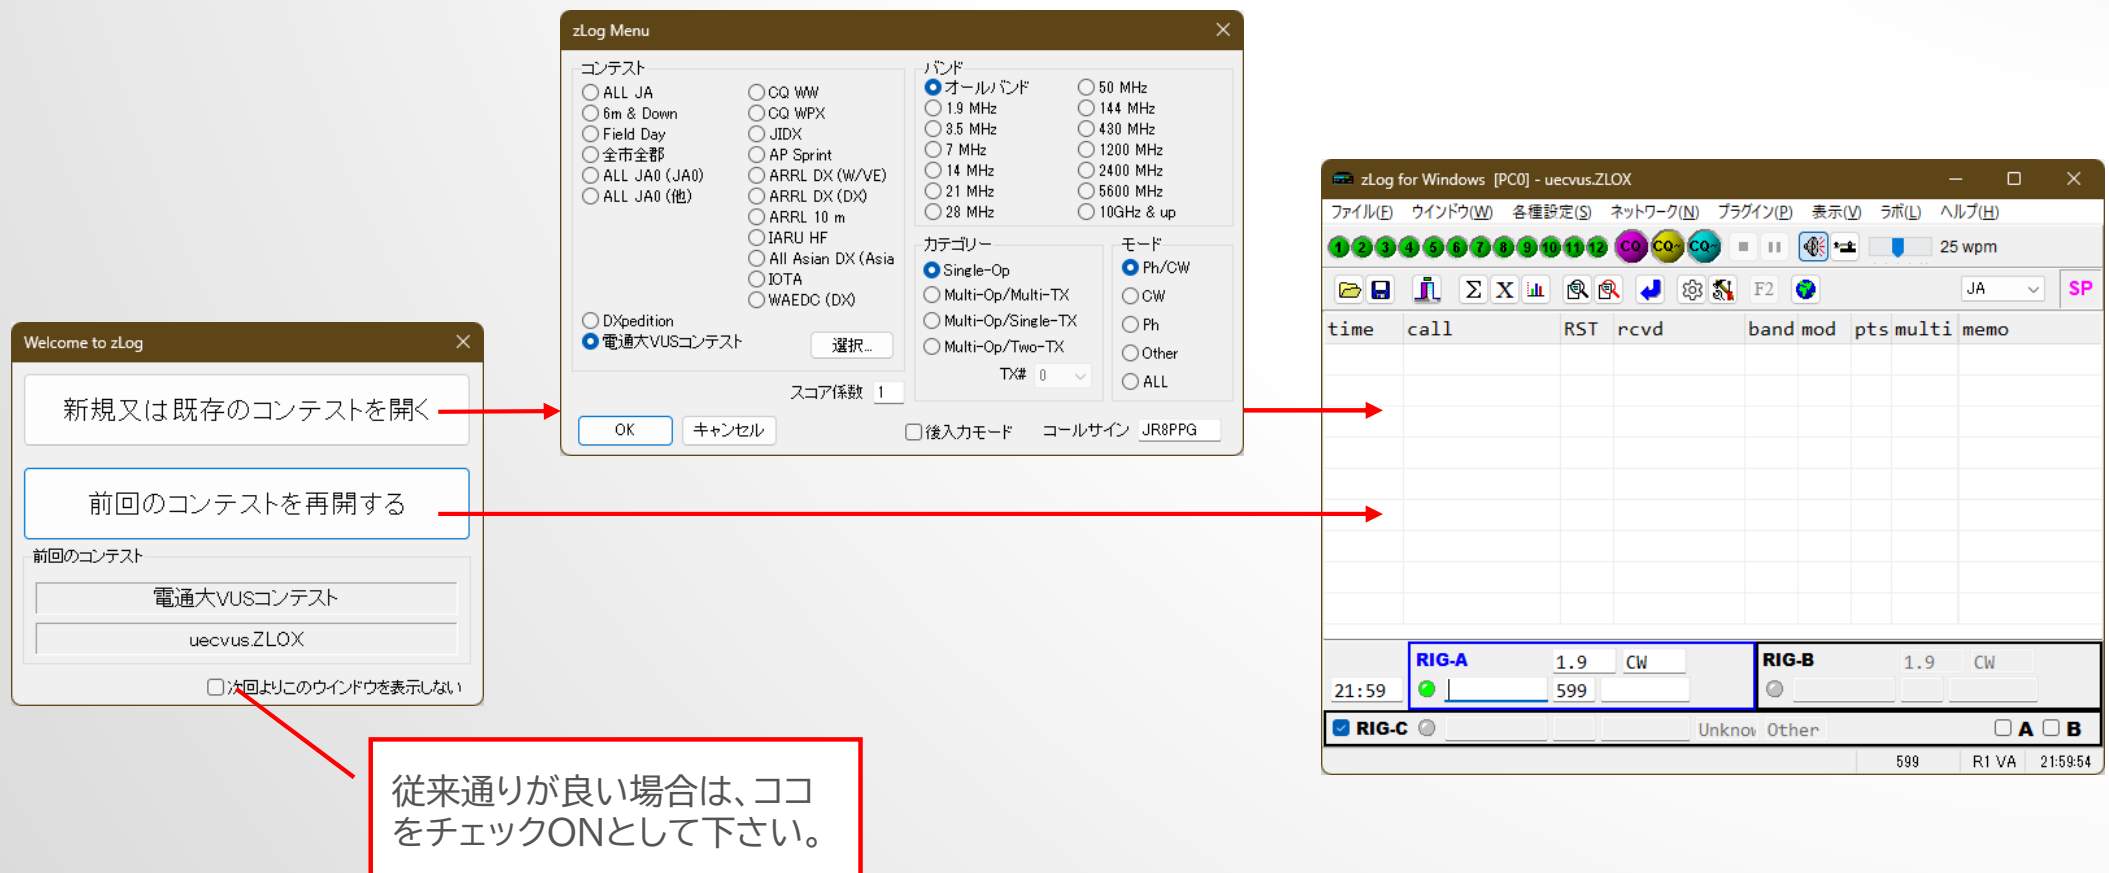 Welcome to zLog
新規又は既存のコンテストを開く
前回のコンテストを再開する
前回のコンテスト
電通大VUSコンテスト
uecvus.ZLOX
次回よりこのウインドウを表示しない
従来通りが良い場合は、ココ
をチェックONとして下さい。
zLog Menu
コンテスト
ALL JA
6m & Down
Field Day
全市全郡
ALL JA0 (JA0)
ALL JA0 (他)
CQ WW
CQ WPX
JIDX
AP Sprint
ARRL DX (W/VE)
ARRL DX (DX)
ARRL 10 m
IARU HF
All Asian DX (Asia
IOTA
WAEDC (DX)
DXpedition
電通大VUSコンテスト
選択...
スコア係数 1
バンド
オールバンド
1.9 MHz
3.5 MHz
7 MHz
14 MHz
21 MHz
28 MHz
50 MHz
144 MHz
430 MHz
1200 MHz
2400 MHz
5600 MHz
10GHz & up
カテゴリー
Single-Op
Multi-Op/Multi-TX
Multi-Op/Single-TX
Multi-Op/Two-TX
TX# 0
モード
Ph/CW
CW
Ph
Other
ALL
OK キャンセル
後入力モード コールサイン JR8PPG
zLog for Windows [PC0] - uecvus.ZLOX
ファイル(F) ウインドウ(W) 各種設定(S) ネットワーク(N) プラグイン(P) 表示(V) ラボ(L) ヘルプ(H)
1 2 3 4 5 6 7 8 9 10 11 12 CQ CQ~ CQ~ 25 wpm
Σ X F2 JA SP
time call RST rcvd band mod pts multi memo
RIG-A 1.9 CW
21:59 599
RIG-B 1.9 CW
RIG-C Unknow Other A B
599 R1 VA 21:59:54